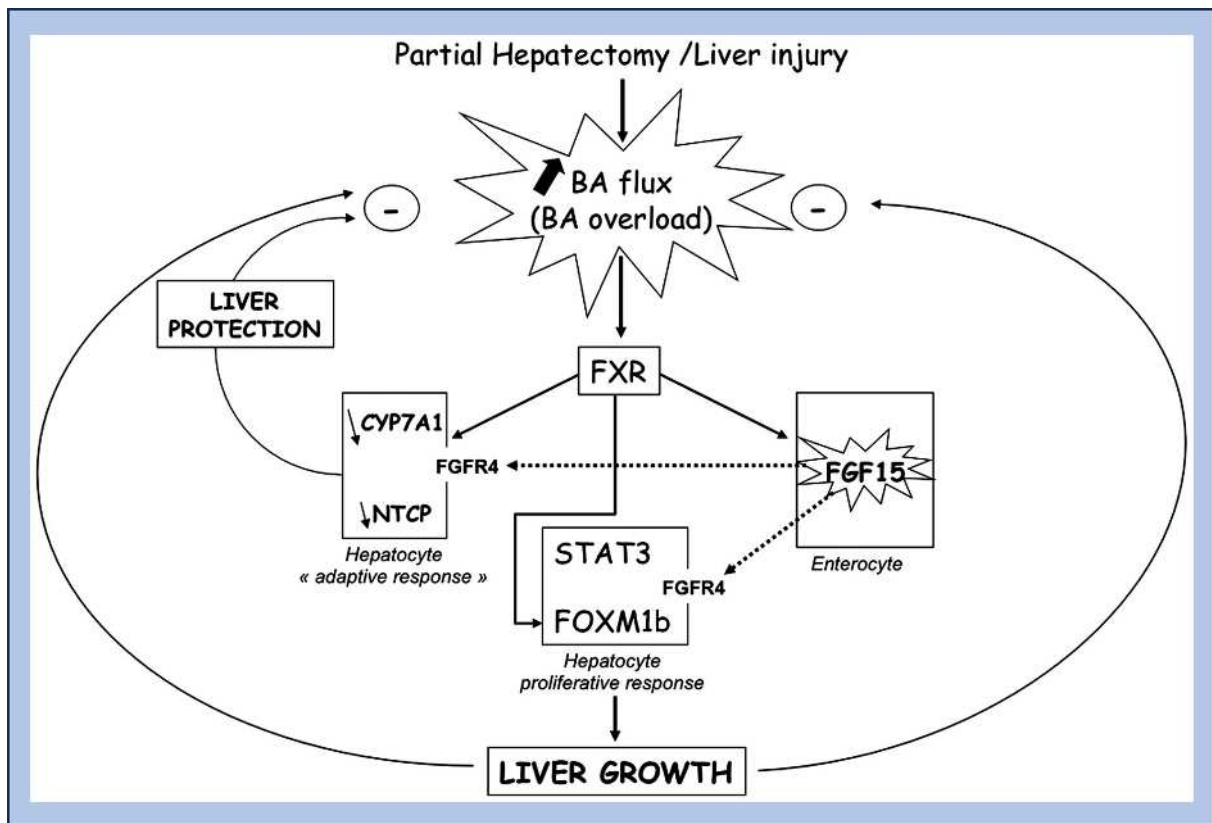 Partial Hepatectomy /Liver injury
BA flux
(BA overload)
-
-
LIVER
PROTECTION
FXR
CYP7A1
FGFR4
NTCP
Hepatocyte
« adaptive response »
FGF15
Enterocyte
STAT3
FGFR4
FOXM1b
Hepatocyte
proliferative response
LIVER GROWTH